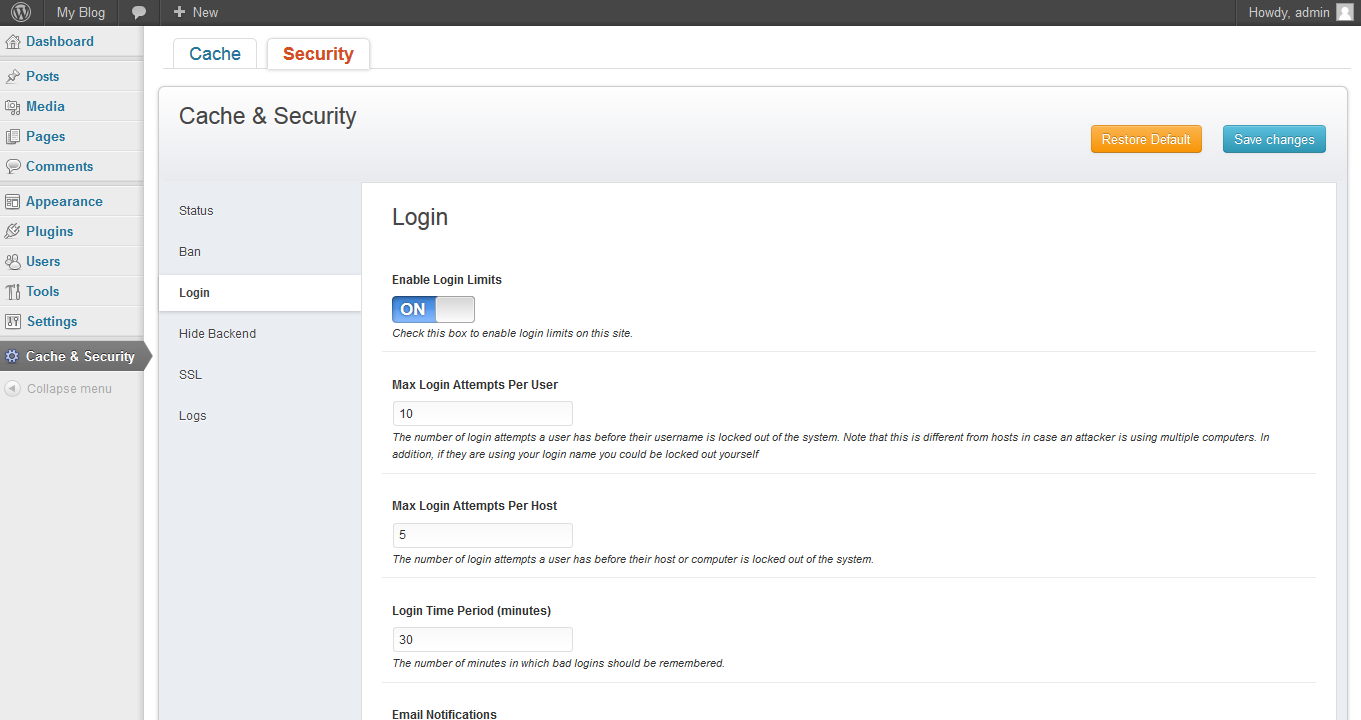 My Blog
New
Howdy, admin
Dashboard
Posts
Media
Pages
Comments
Appearance
Plugins
Users
Tools
Settings
Cache & Security
Collapse menu
Cache
Security
Cache & Security
Restore Default
Save changes
Status
Ban
Login
Hide Backend
SSL
Logs
Login
Enable Login Limits
ON
Check this box to enable login limits on this site.
Max Login Attempts Per User
10
The number of login attempts a user has before their username is locked out of the system. Note that this is different from hosts in case an attacker is using multiple computers. In
addition, if they are using your login name you could be locked out yourself
Max Login Attempts Per Host
5
The number of login attempts a user has before their host or computer is locked out of the system.
Login Time Period (minutes)
30
The number of minutes in which bad logins should be remembered.
Email Notifications